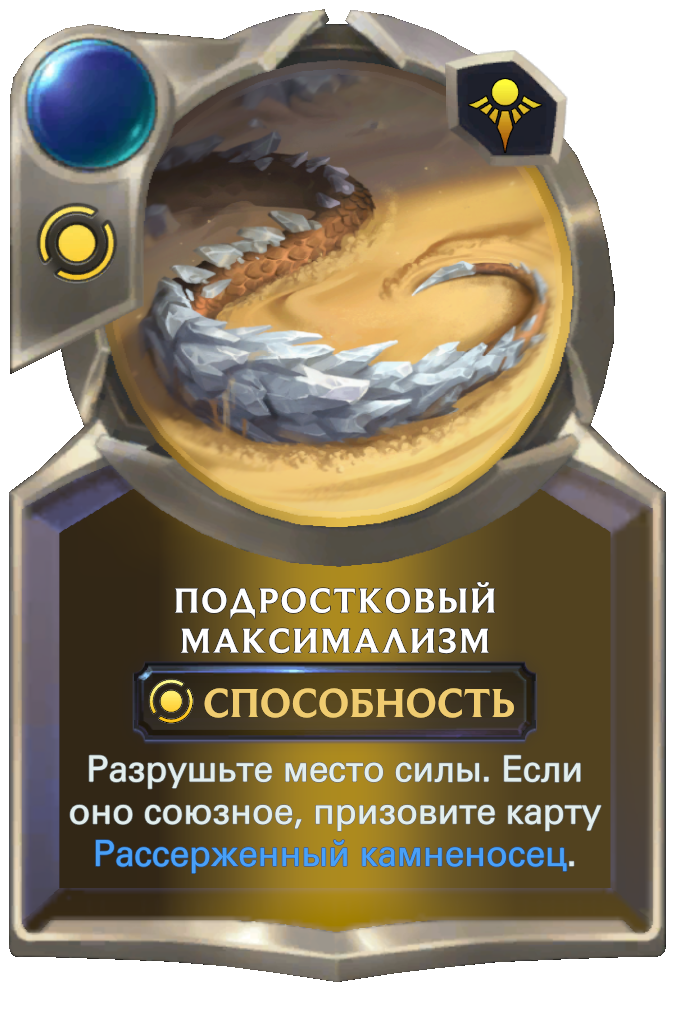 ПОДРОСТКОВЫЙ
МАКСИМАЛИЗМ
СПОСОБНОСТЬ
Разрушьте место силы. Если
оно союзное, призовите карту
Рассерженный камненосец.